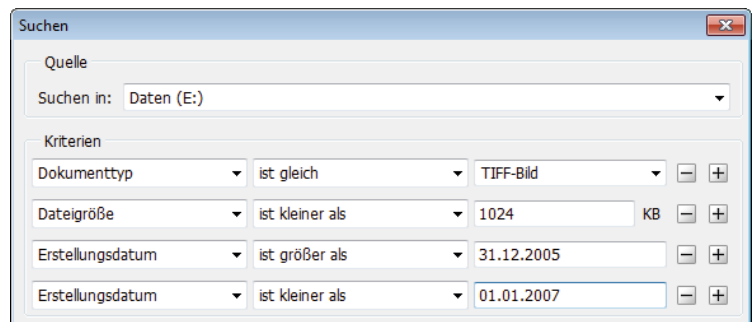 Suchen
Quelle
Suchen in: Daten (E:)
Kriterien
Dokumenttyp ist gleich TIFF-Bild
Dateigröße ist kleiner als 1024 KB
Erstellungsdatum ist größer als 31.12.2005
Erstellungsdatum ist kleiner als 01.01.2007